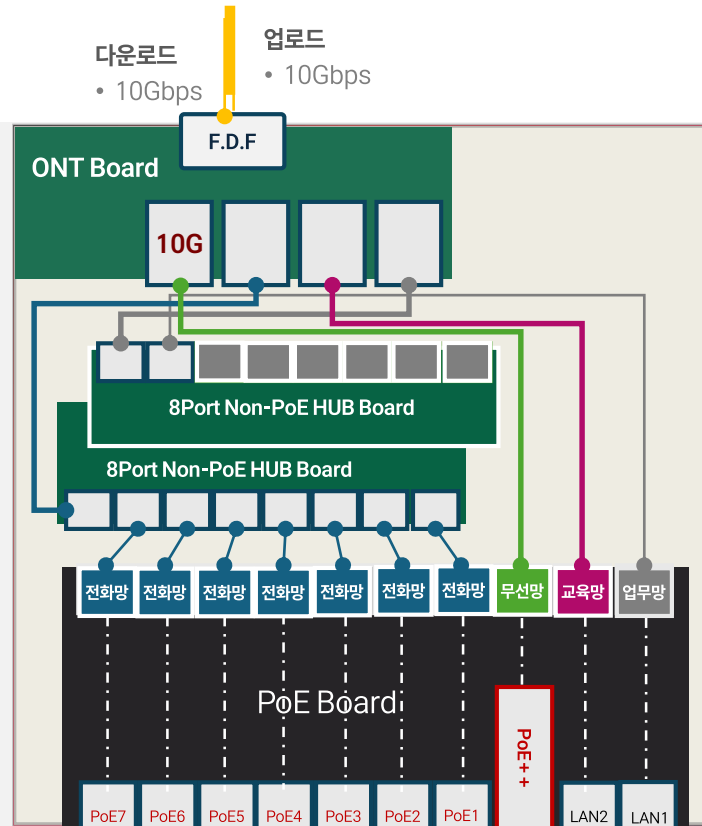 다운로드
• 10Gbps
업로드
• 10Gbps
F.D.F
ONT Board
10G
8Port Non-PoE HUB Board
8Port Non-PoE HUB Board
전화망 전화망 전화망 전화망 전화망 전화망 전화망 무선망 교육망 업무망
PoE Board
PoE++
PoE7 PoE6 PoE5 PoE4 PoE3 PoE2 PoE1 LAN2 LAN1